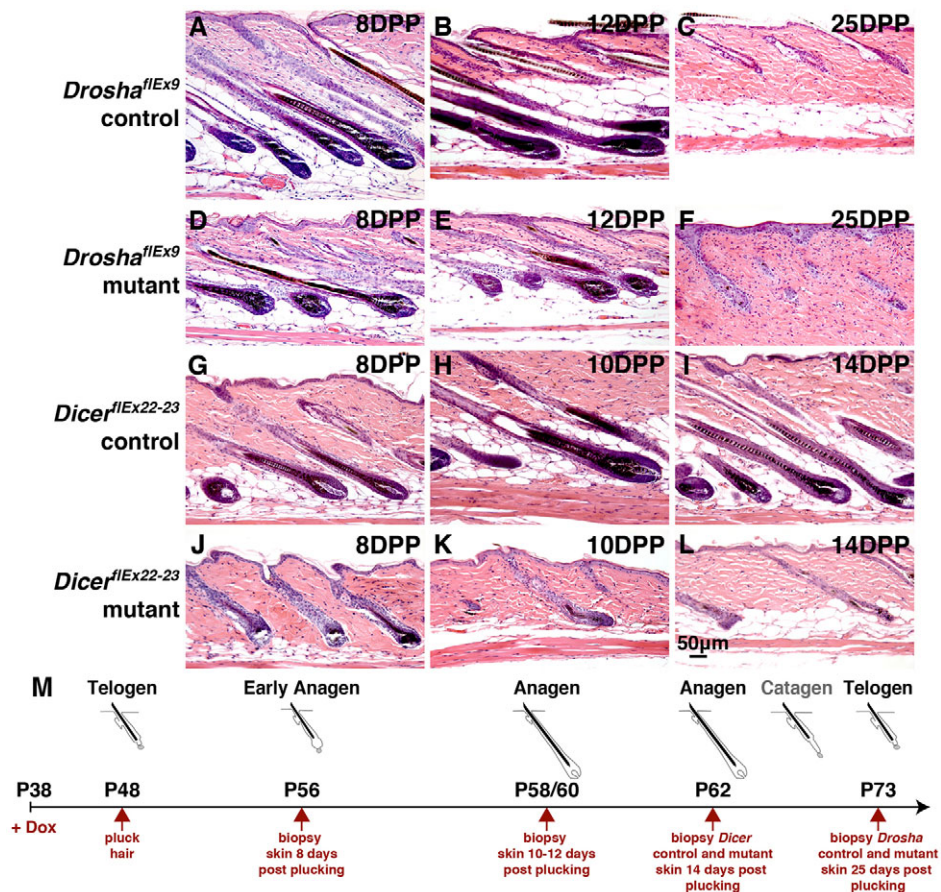 A 8DPP B 12DPP C 25DPP
Drosha^flEx9
control
D 8DPP E 12DPP F 25DPP
Drosha^flEx9
mutant
G 8DPP H 10DPP I 14DPP
Dicer^flEx22-23
control
J 8DPP K 10DPP L 14DPP
Dicer^flEx22-23
mutant
50μm
M Telogen Early Anagen Anagen Anagen Catagen Telogen
P38 P48 P56 P58/60 P62 P73
+ Dox pluck biopsy biopsy biopsy Dicer biopsy Drosha
hair skin 8 days skin 10-12 days control and mutant control and mutant
post plucking post plucking skin 14 days post skin 25 days post
plucking plucking